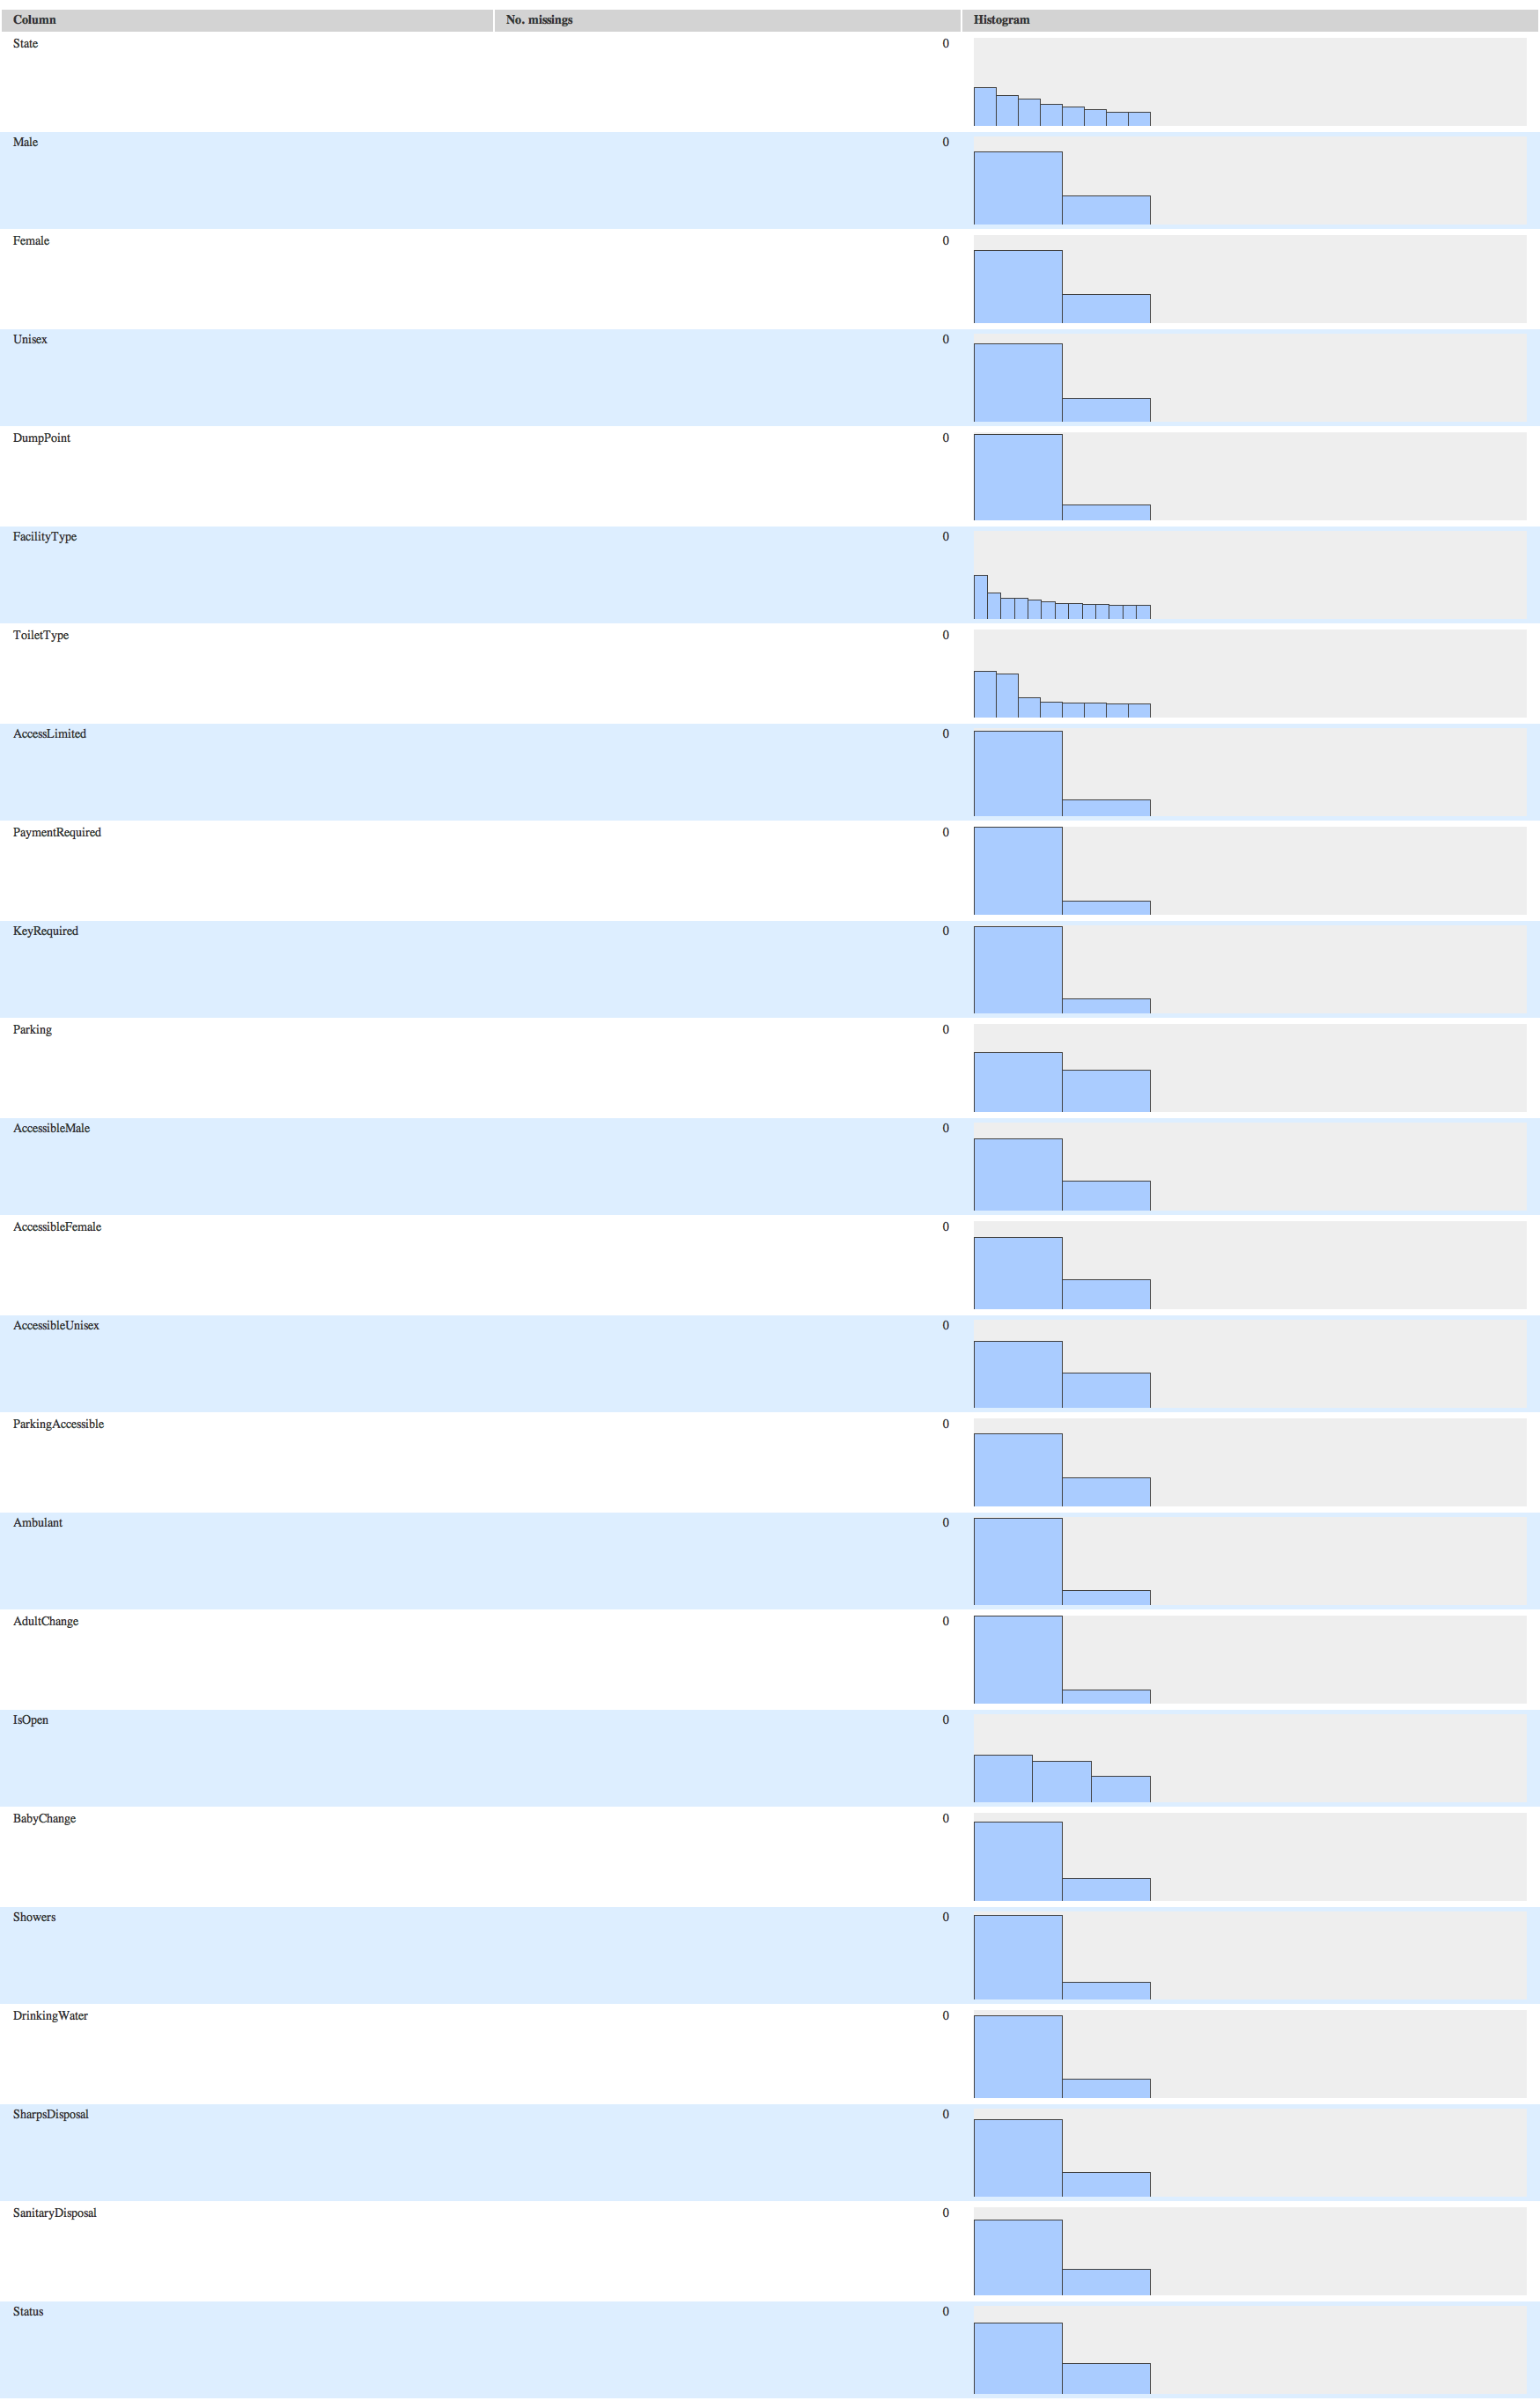 Column No. missings Histogram
State 0
Male 0
Female 0
Unisex 0
DumpPoint 0
FacilityType 0
ToiletType 0
AccessLimited 0
PaymentRequired 0
KeyRequired 0
Parking 0
AccessibleMale 0
AccessibleFemale 0
AccessibleUnisex 0
ParkingAccessible 0
Ambulant 0
AdultChange 0
IsOpen 0
BabyChange 0
Showers 0
DrinkingWater 0
SharpsDisposal 0
SanitaryDisposal 0
Status 0